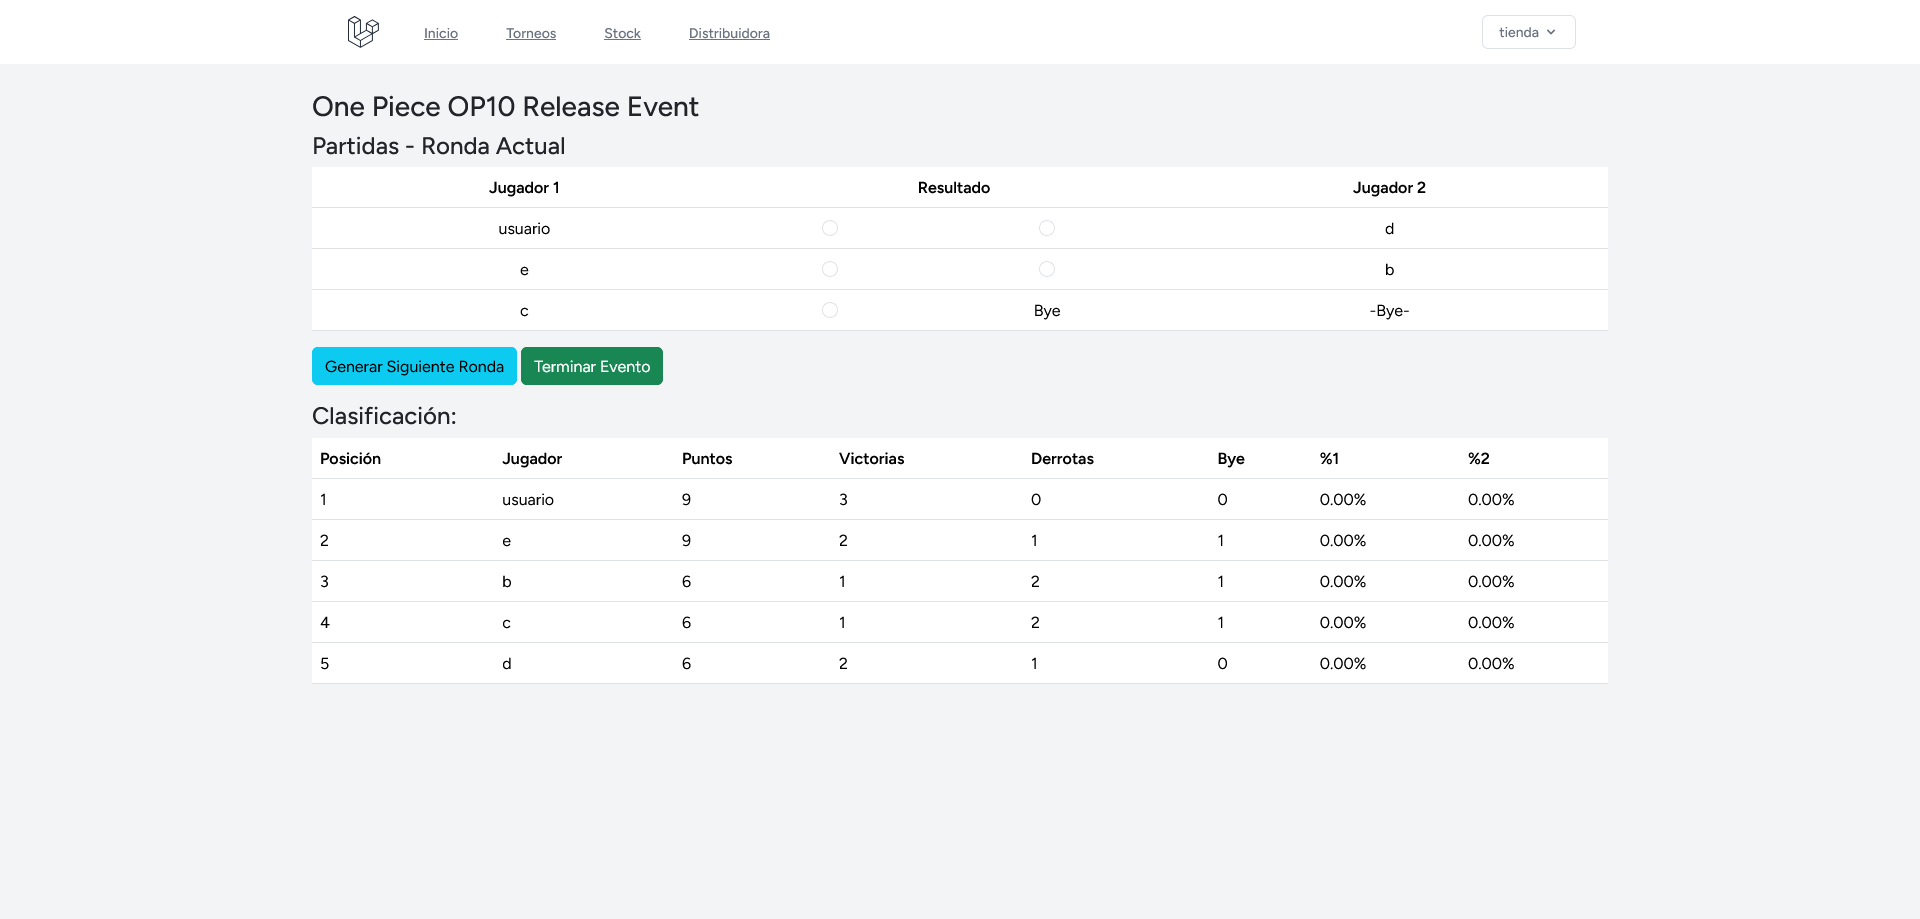 Inicio Torneos Stock Distribuidora tienda
One Piece OP10 Release Event
Partidas - Ronda Actual
Jugador 1 Resultado Jugador 2
usuario d
e b
c Bye -Bye-
Generar Siguiente Ronda Terminar Evento
Clasificación:
Posición Jugador Puntos Victorias Derrotas Bye %1 %2
1 usuario 9 3 0 0 0.00% 0.00%
2 e 9 2 1 1 0.00% 0.00%
3 b 6 1 2 1 0.00% 0.00%
4 c 6 1 2 1 0.00% 0.00%
5 d 6 2 1 0 0.00% 0.00%